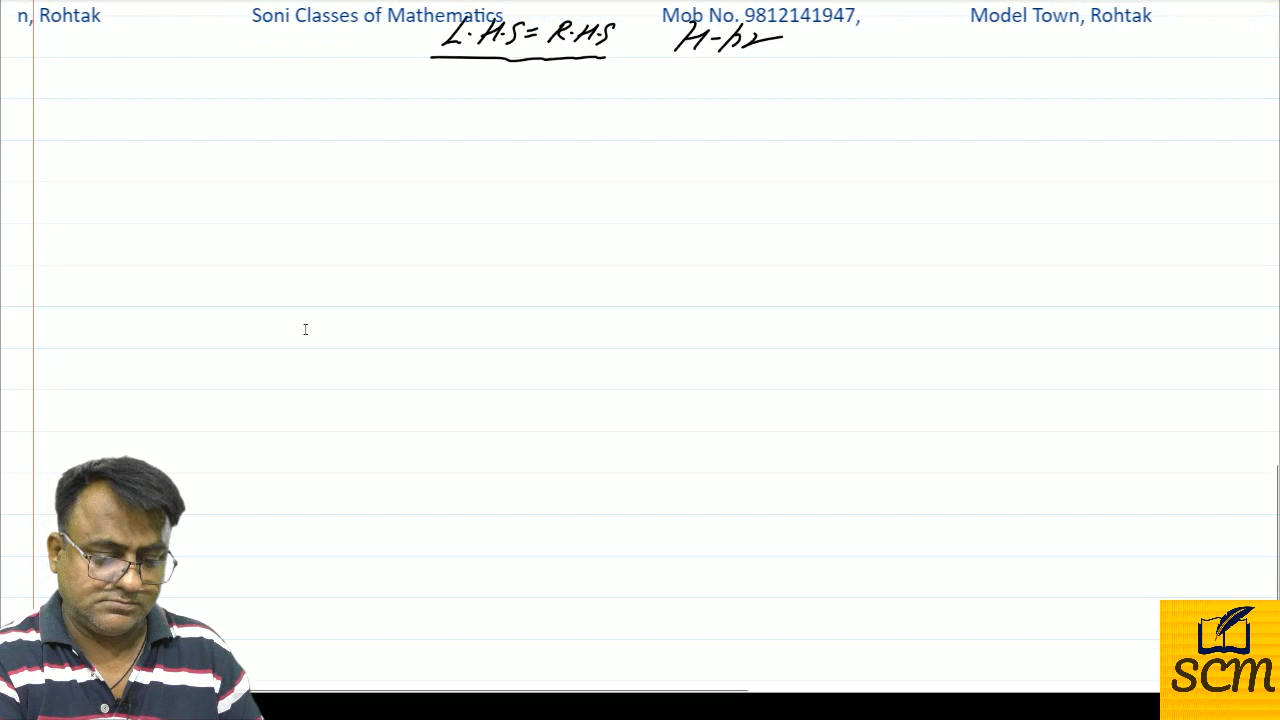 n, Rohtak Soni Classes of Mathematics Mob No. 9812141947, Model Town, Rohtak
L.H.S = R.H.S
SCM